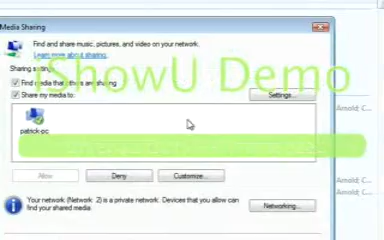 Media Sharing
Find and share music, pictures, and video on your network.
Learn more about sharing.
Sharing settings
Find media that others are sharing
Share my media to:
Settings...
ShowU Demo
patrick-pc
Allow
Deny
Customize...
Your network (Network 2) is a private network. Devices that you allow can
find your shared media.
Networking...
Arnold; C...
Arnold; C...
Arnold; C...